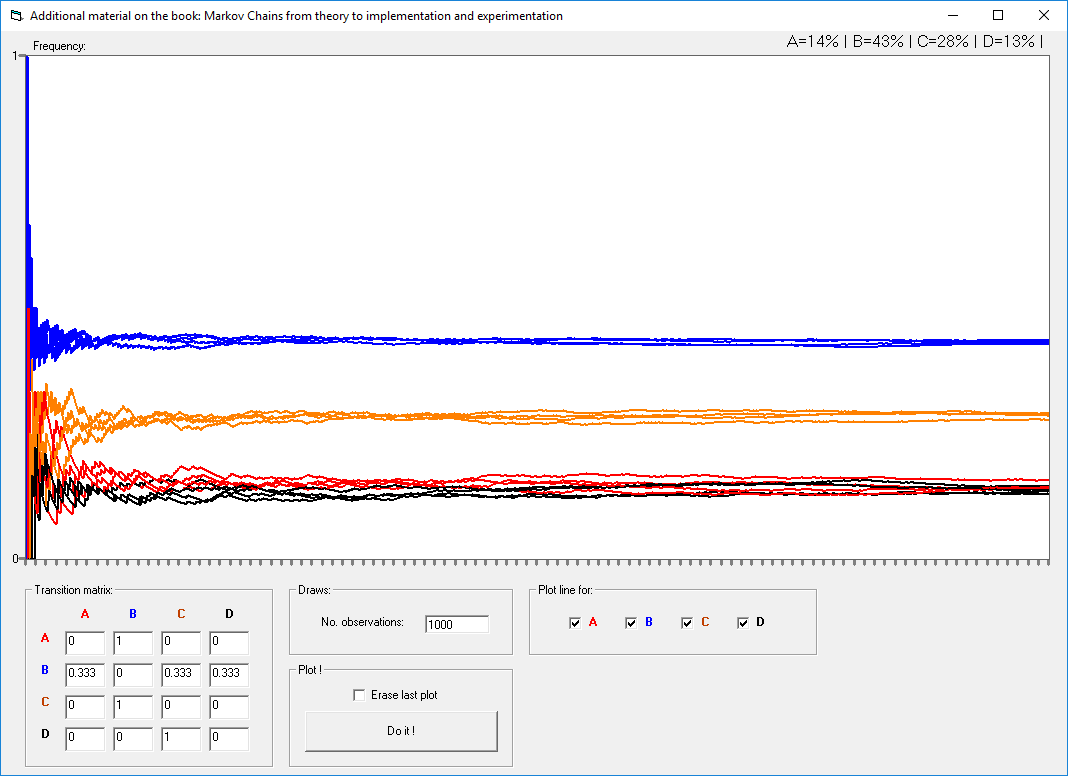 Additional material on the book: Markov Chains from theory to implementation and experimentation
Frequency:
A=14% | B=43% | C=28% | D=13% |
1
0
Transition matrix:
A B C D
A 0 1 0 0
B 0.333 0 0.333 0.333
C 0 1 0 0
D 0 0 1 0
Draws:
No. observations: 1000
Plot !
Erase last plot
Do it !
Plot line for:
A B C D